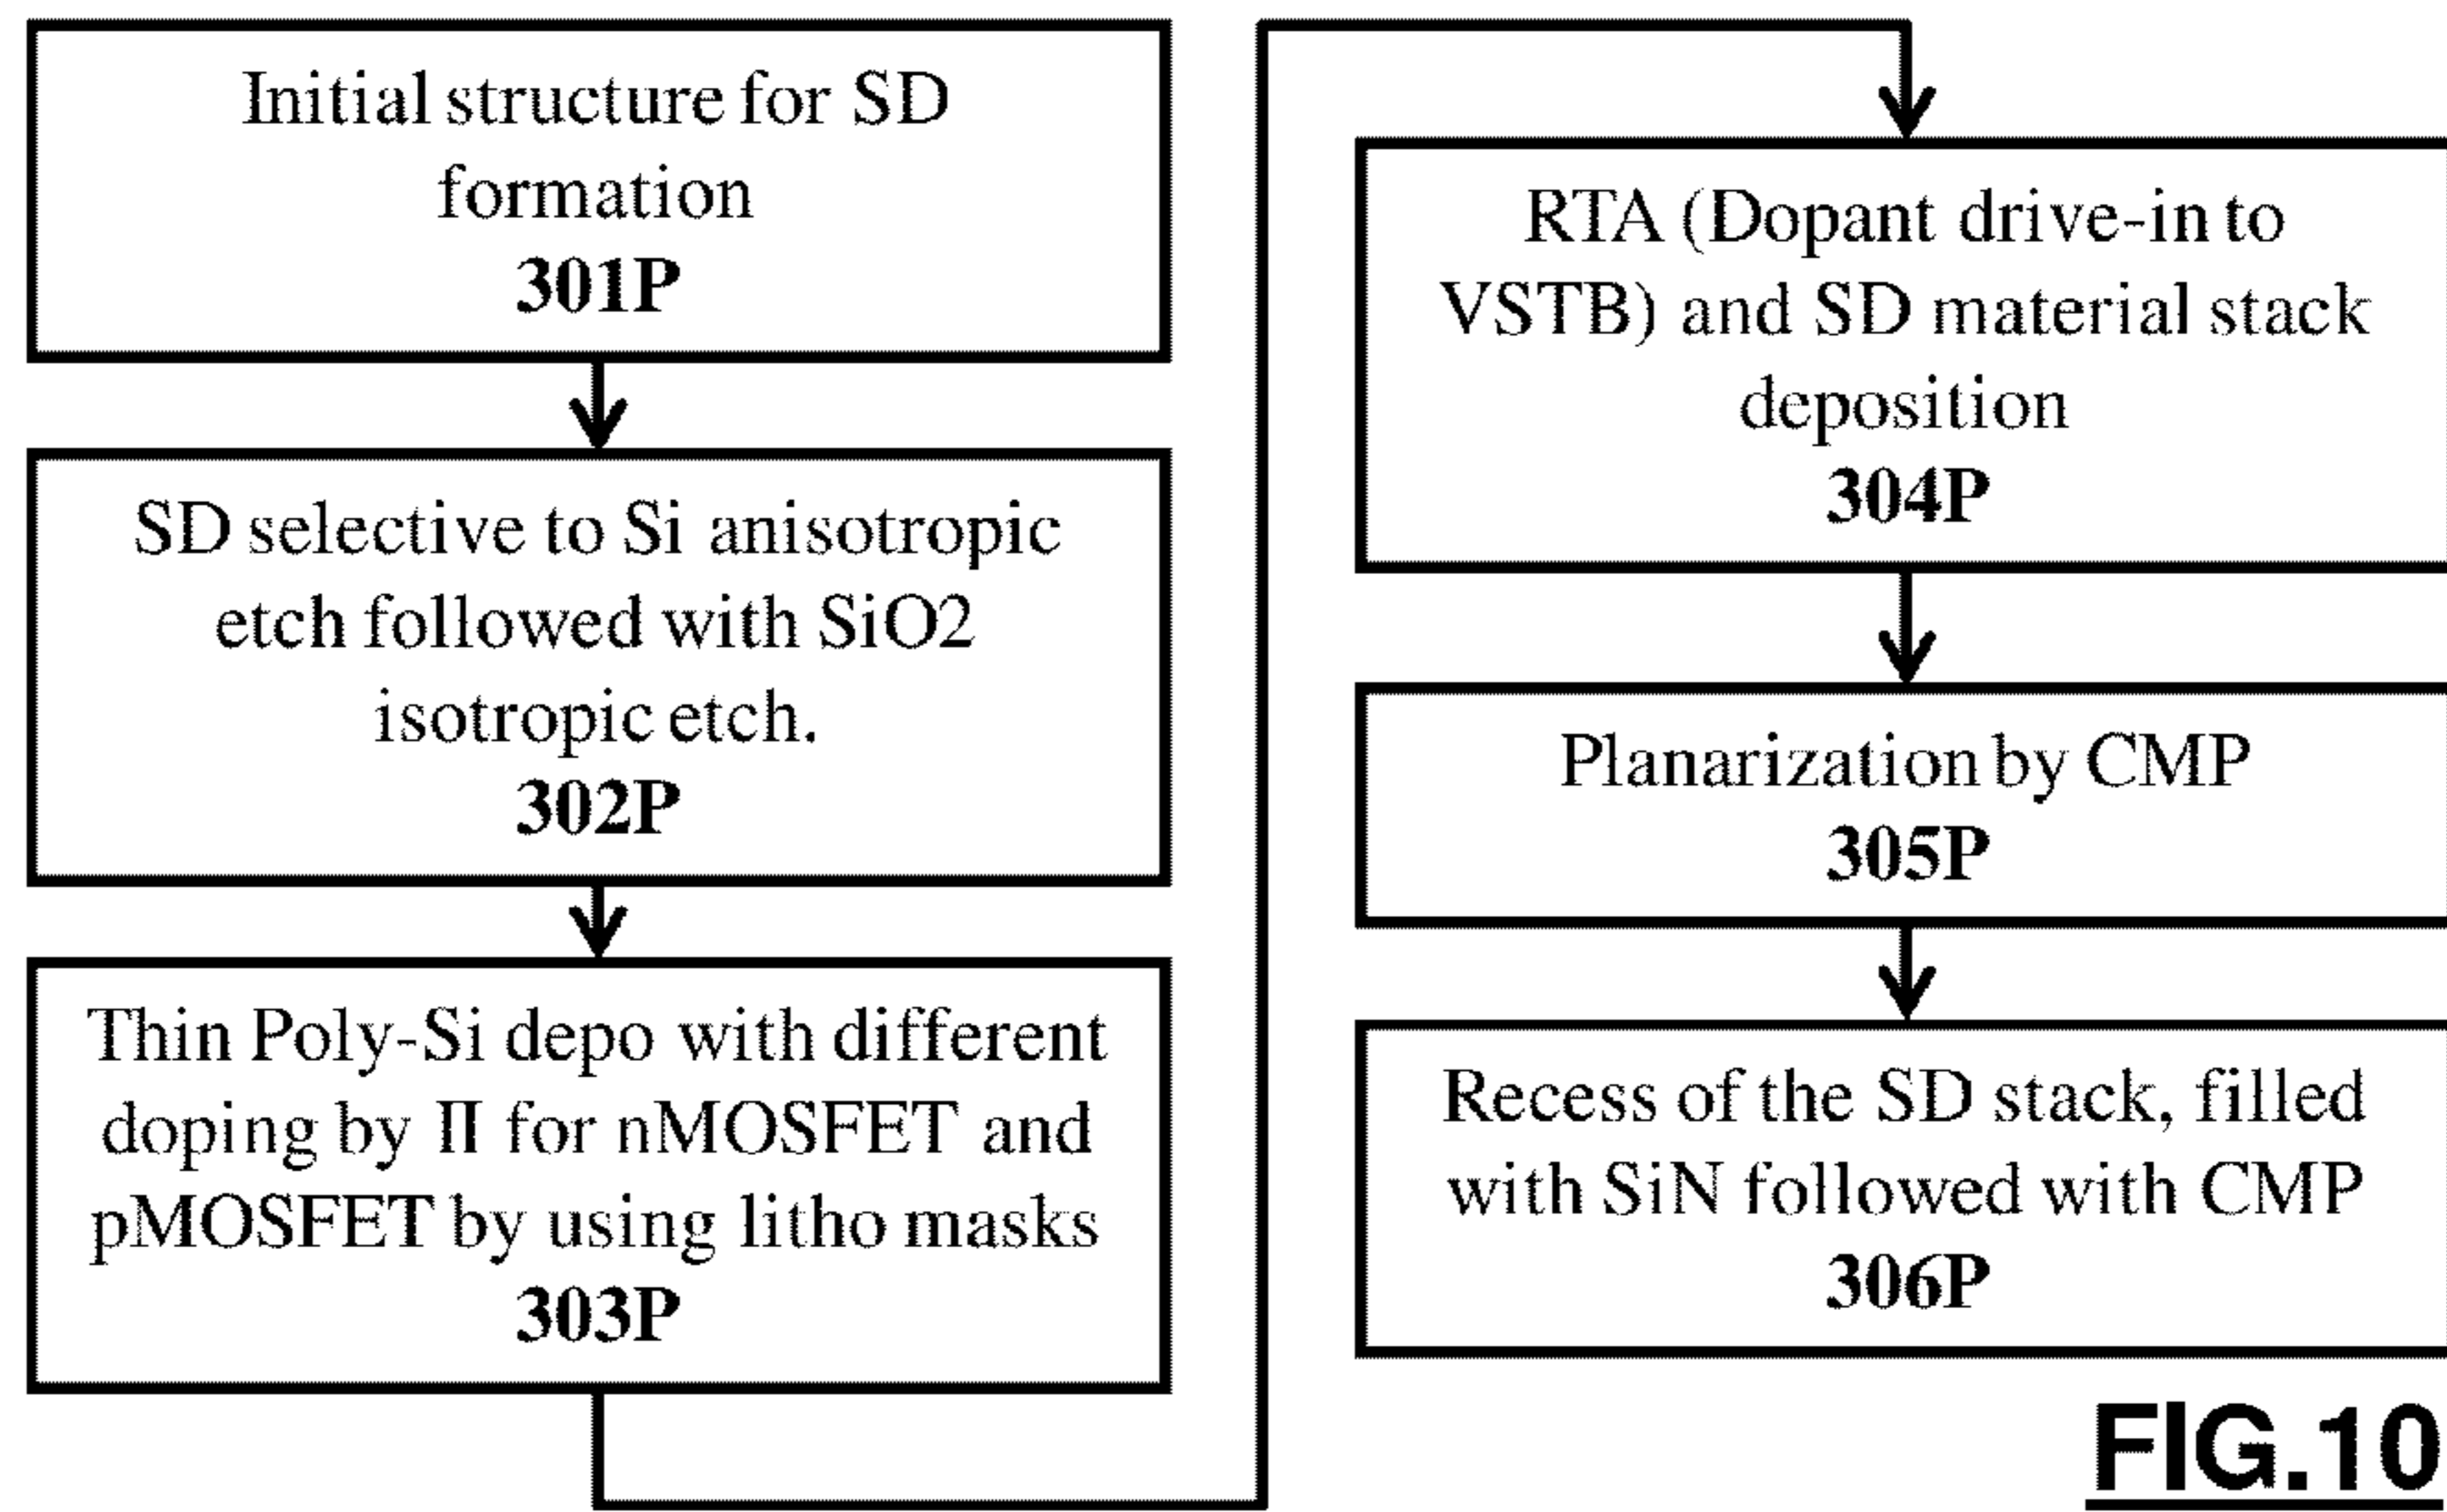 Initial structure for SD
formation
301P
SD selective to Si anisotropic
etch followed with SiO2
isotropic etch.
302P
Thin Poly-Si depo with different
doping by II for nMOSFET and
pMOSFET by using litho masks
303P
RTA (Dopant drive-in to
VSTB) and SD material stack
deposition
304P
Planarization by CMP
305P
Recess of the SD stack, filled
with SiN followed with CMP
306P
FIG.10